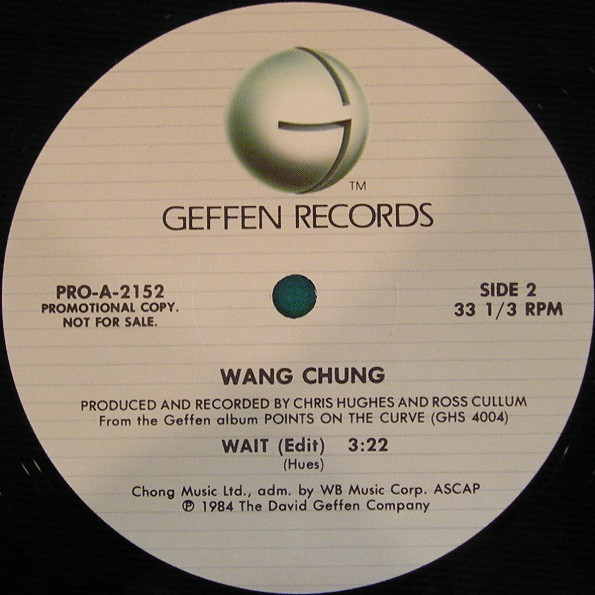 TM
GEFFEN RECORDS
PRO-A-2152
PROMOTIONAL COPY.
NOT FOR SALE.
SIDE 2
33 1/3 RPM
WANG CHUNG
PRODUCED AND RECORDED BY CHRIS HUGHES AND ROSS CULLUM
From the Geffen album POINTS ON THE CURVE (GHS 4004)
WAIT (Edit) 3:22
(Hues)
Chong Music Ltd., adm. by WB Music Corp. ASCAP
℗ 1984 The David Geffen Company